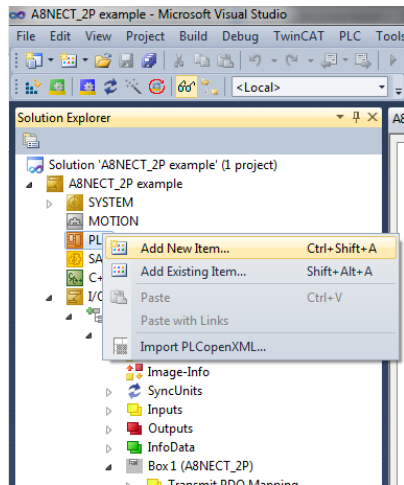 A8NECT_2P example - Microsoft Visual Studio
File Edit View Project Build Debug TwinCAT PLC Tools
<Local>
Solution Explorer
Solution 'A8NECT_2P example' (1 project)
A8NECT_2P example
SYSTEM
MOTION
PL
Add New Item... Ctrl+Shift+A
SA
Add Existing Item... Shift+Alt+A
C+
I/O
Paste Ctrl+V
Paste with Links
Import PLCopenXML...
Image-Info
SyncUnits
Inputs
Outputs
InfoData
Box 1 (A8NECT_2P)
Transmit PDO Mapping